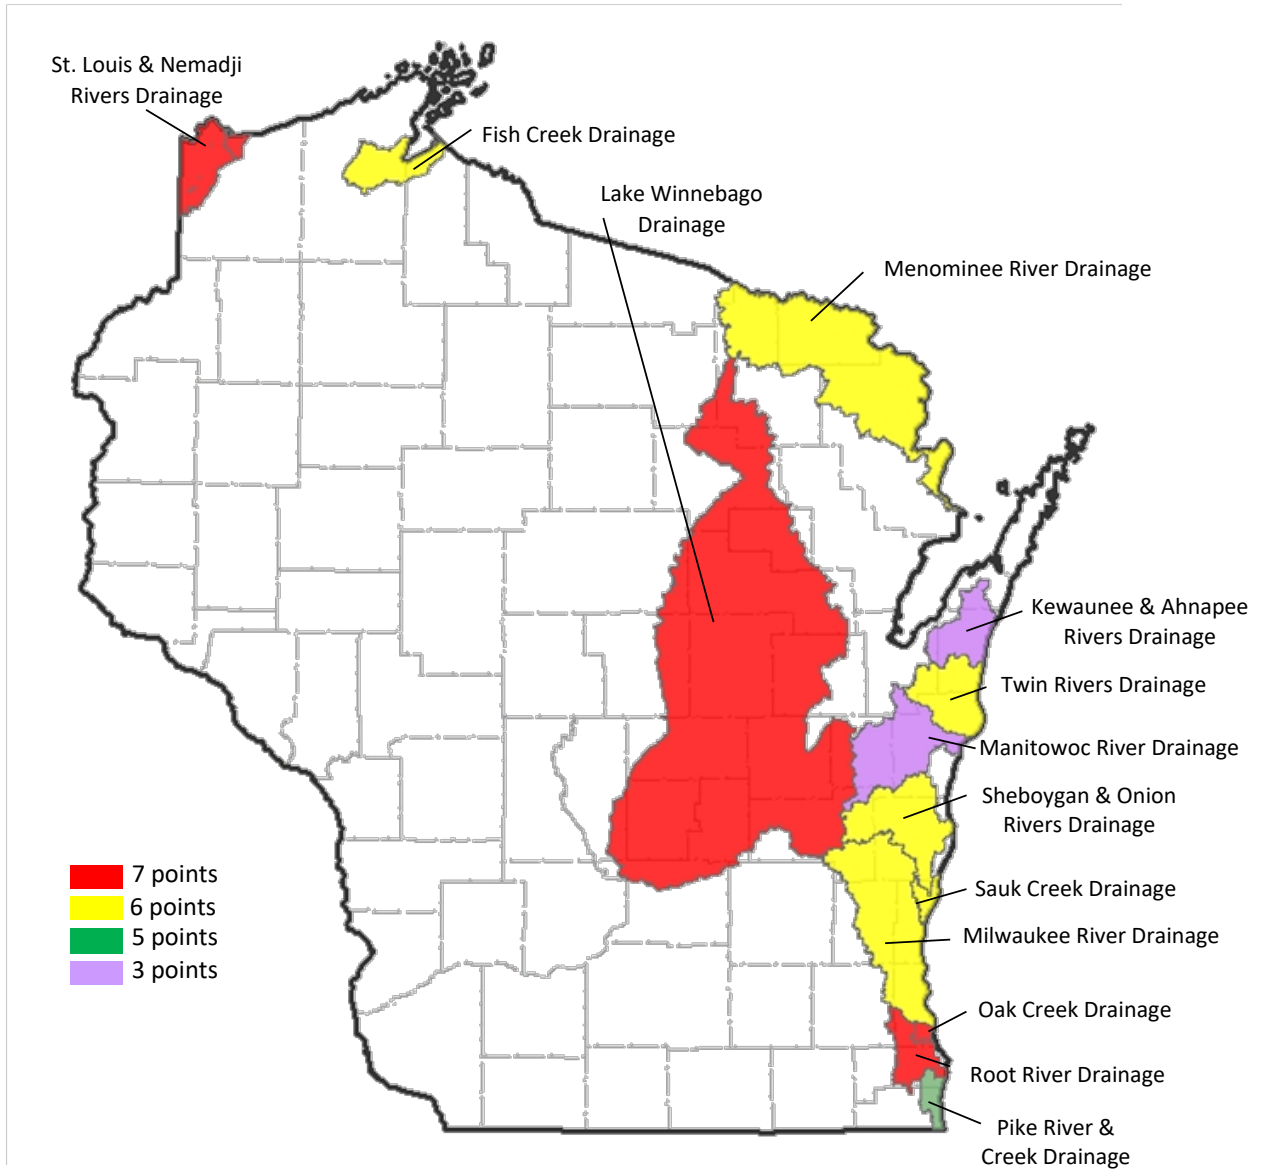 St. Louis & Nemadji
Rivers Drainage
Fish Creek Drainage
Lake Winnebago
Drainage
Menominee River Drainage
Kewaunee & Ahnapee
Rivers Drainage
Twin Rivers Drainage
Manitowoc River Drainage
Sheboygan & Onion
Rivers Drainage
Sauk Creek Drainage
Milwaukee River Drainage
Oak Creek Drainage
Root River Drainage
Pike River &
Creek Drainage
7 points
6 points
5 points
3 points